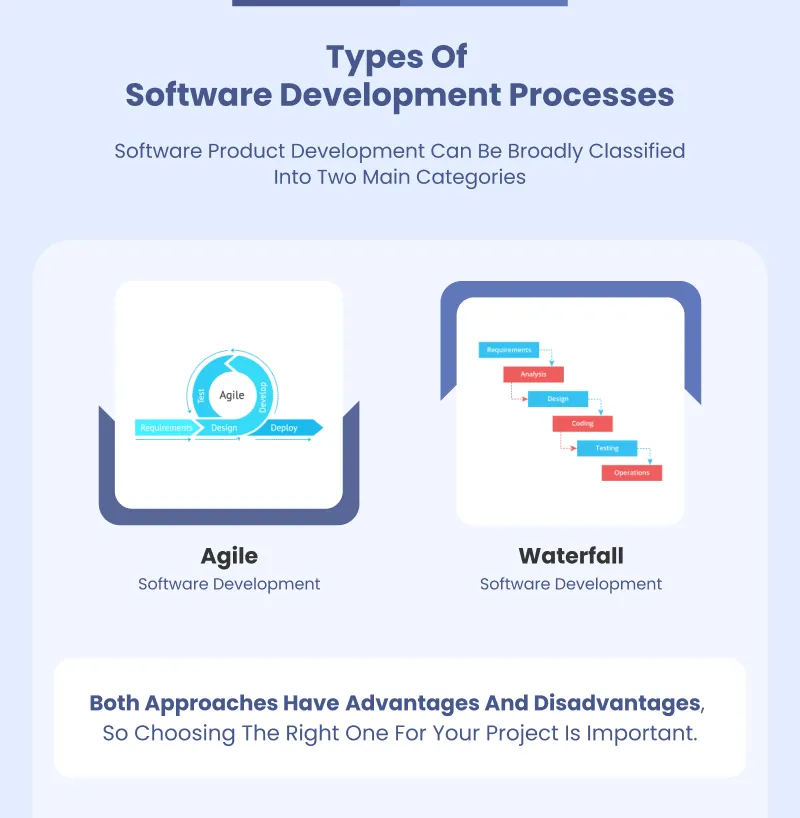 Types Of
Software Development Processes
Software Product Development Can Be Broadly Classified
Into Two Main Categories
Test
Agile
Develop
Requirements
Design
Deploy
Requirements
Analysis
Design
Coding
Testing
Operations
Agile
Software Development
Waterfall
Software Development
Both Approaches Have Advantages And Disadvantages,
So Choosing The Right One For Your Project Is Important.